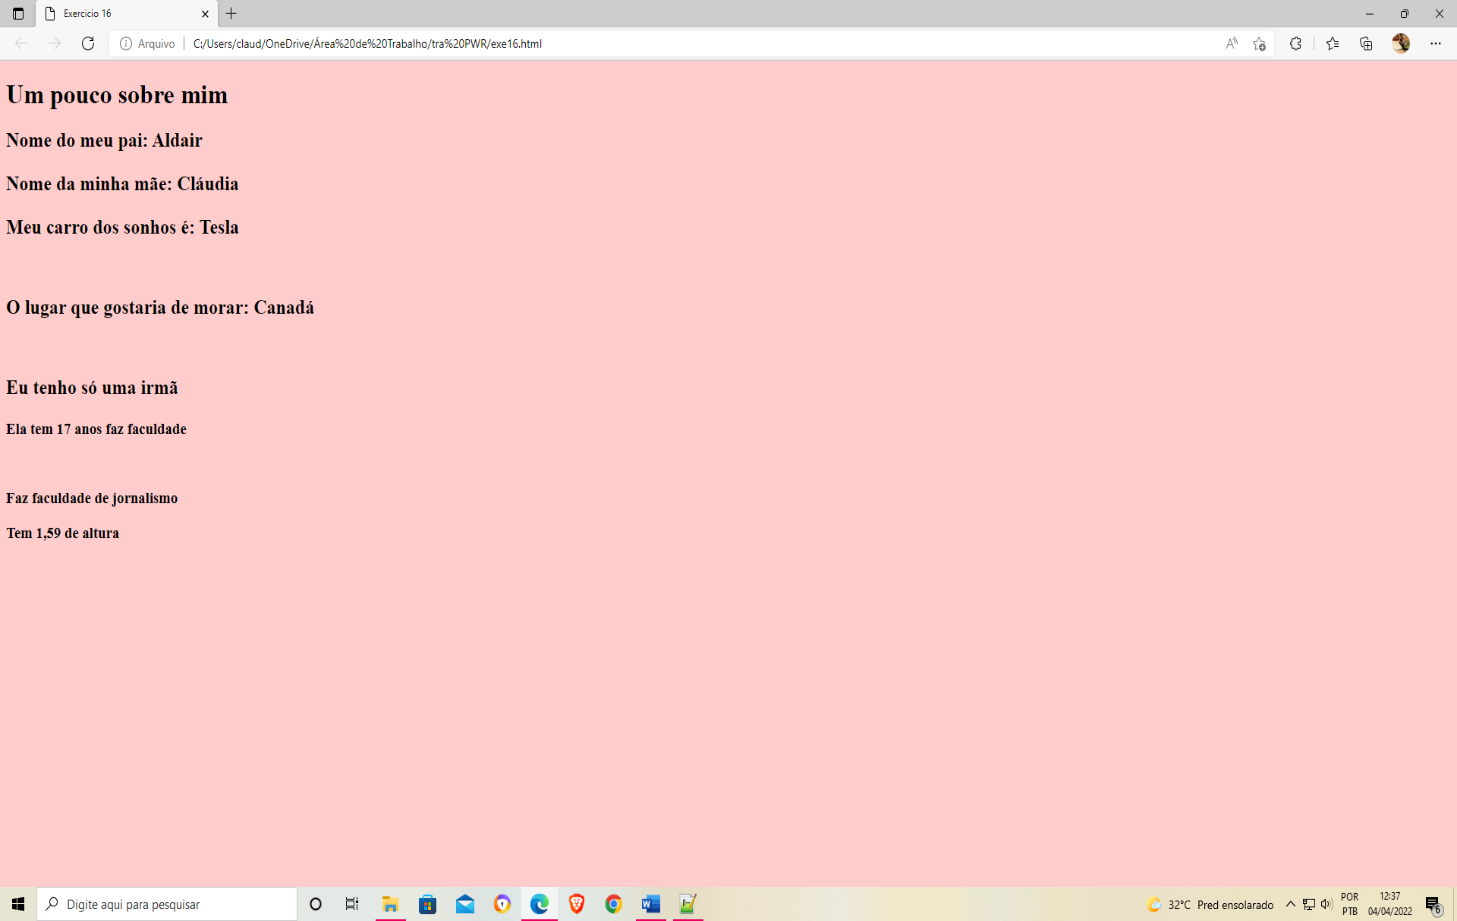 Exercicio 16
Arquivo C:/Users/claud/OneDrive/Área%20de%20Trabalho/tra%20PWR/exe16.html
Um pouco sobre mim
Nome do meu pai: Aldair
Nome da minha mãe: Cláudia
Meu carro dos sonhos é: Tesla
O lugar que gostaria de morar: Canadá
Eu tenho só uma irmã
Ela tem 17 anos faz faculdade
Faz faculdade de jornalismo
Tem 1,59 de altura
Digite aqui para pesquisar
32°C Pred ensolarado
POR
PTB
12:37
04/04/2022